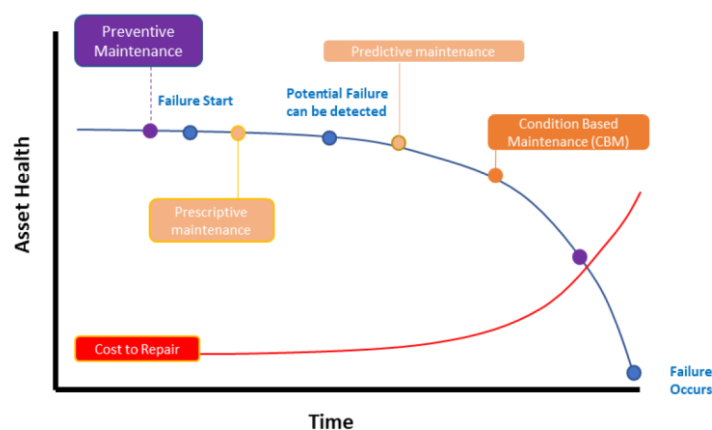 Preventive
Maintenance
Predictive maintenance
Failure Start
Potential Failure
can be detected
Condition Based
Maintenance (CBM)
Prescriptive
maintenance
Asset Health
Cost to Repair
Failure
Occurs
Time